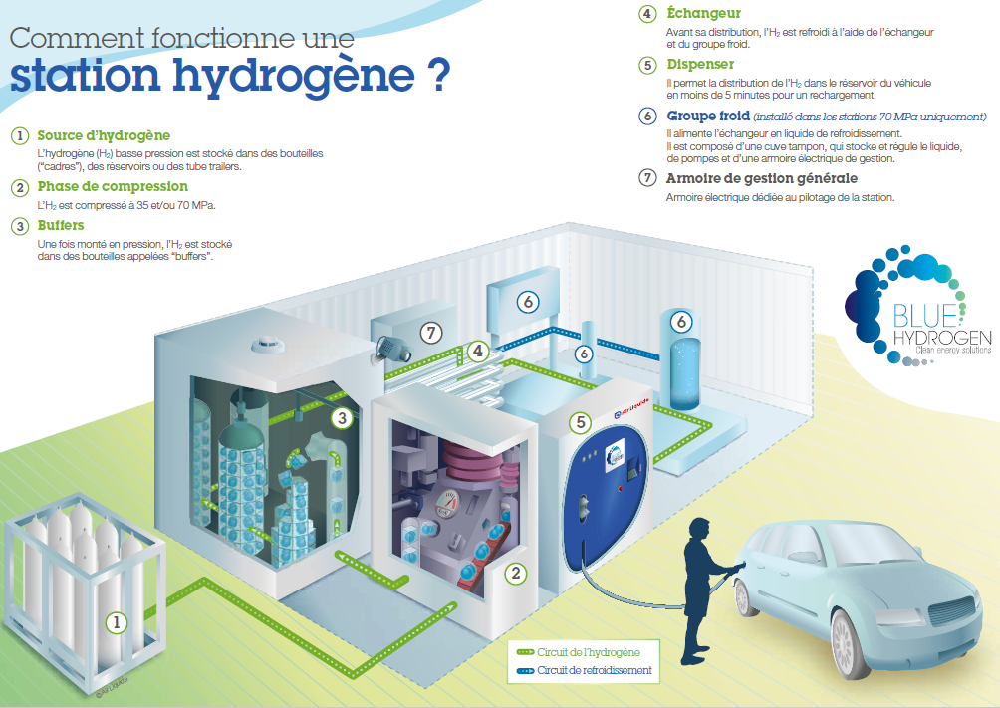 Comment fonctionne une
station hydrogène ?
1 Source d'hydrogène
L'hydrogène (H₂) basse pression est stocké dans des bouteilles
("cadres"), des réservoirs ou des tube trailers.
2 Phase de compression
L'H₂ est compressé à 35 et/ou 70 MPa.
3 Buffers
Une fois monté en pression, l'H₂ est stocké
dans des bouteilles appelées "buffers".
4 Échangeur
Avant sa distribution, l'H₂ est refroidi à l'aide de l'échangeur
et du groupe froid.
5 Dispenser
Il permet la distribution de l'H₂ dans le réservoir du véhicule
en moins de 5 minutes pour un rechargement.
6 Groupe froid (installé dans les stations 70 MPa uniquement)
Il alimente l'échangeur en liquide de refroidissement.
Il est composé d'une cuve tampon, qui stocke et régule le liquide,
de pompes et d'une armoire électrique de gestion.
7 Armoire de gestion générale
Armoire électrique dédiée au pilotage de la station.
BLUE
HYDROGEN
Clean energy solutions
6
6
7
4
6
3
5
Air Liquide
2
1
© Air Liquide
Circuit de l'hydrogène
Circuit de refroidissement